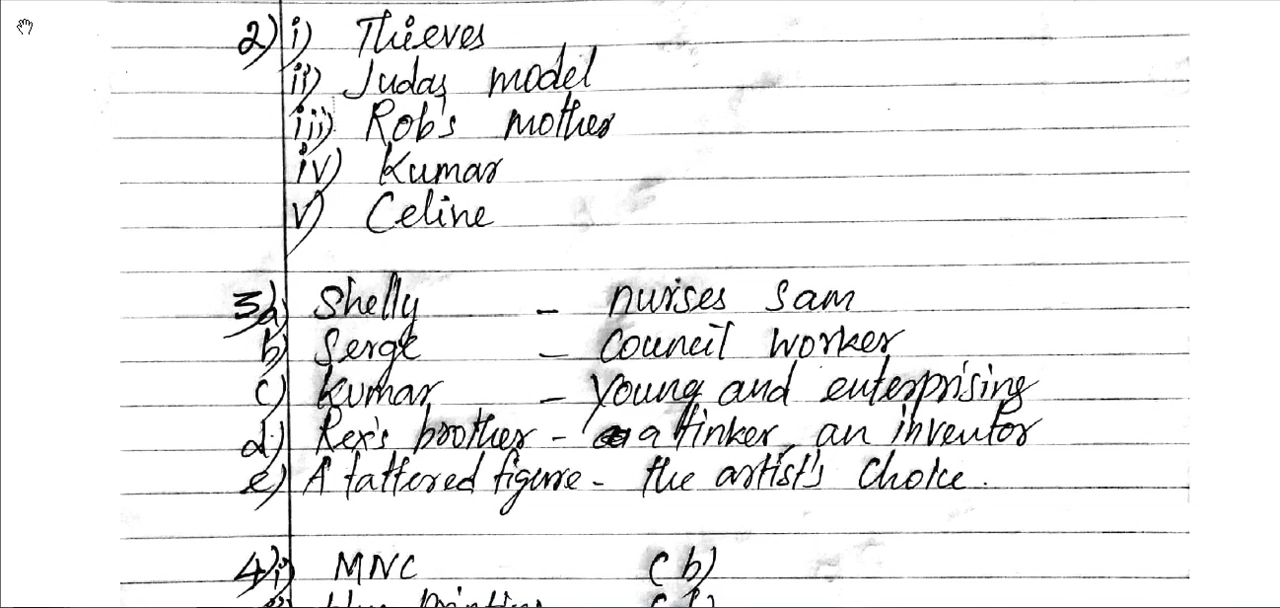 2) i) Thieves
ii) Judas model
iii) Rob's mother
iv) Kumar
v) Celine
3 a) Shelly - nurses Sam
b) Serge - Council worker
c) Kumar - Young and enterprising
d) Rex's brother - a tinker, an inventor
e) A tattered figure - the artist's choice.
4) i) MNC (b)